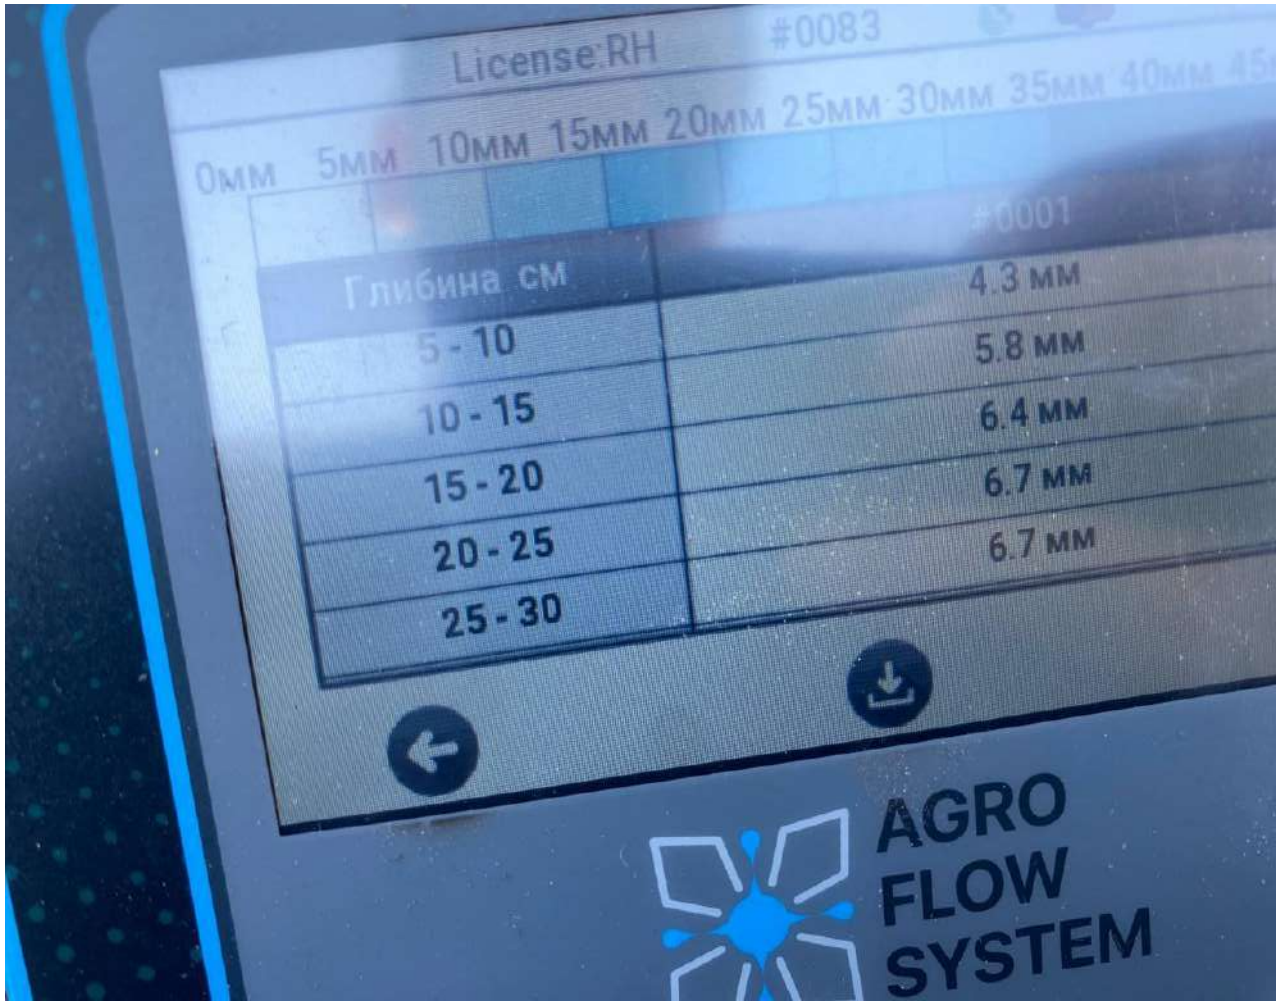 License:RH #0083
0мм 5мм 10мм 15мм 20мм 25мм 30мм 35мм 40мм
Глибина см #0001
5 - 10 4.3 мм
10 - 15 5.8 мм
15 - 20 6.4 мм
20 - 25 6.7 мм
25 - 30 6.7 мм
AGRO
FLOW
SYSTEM